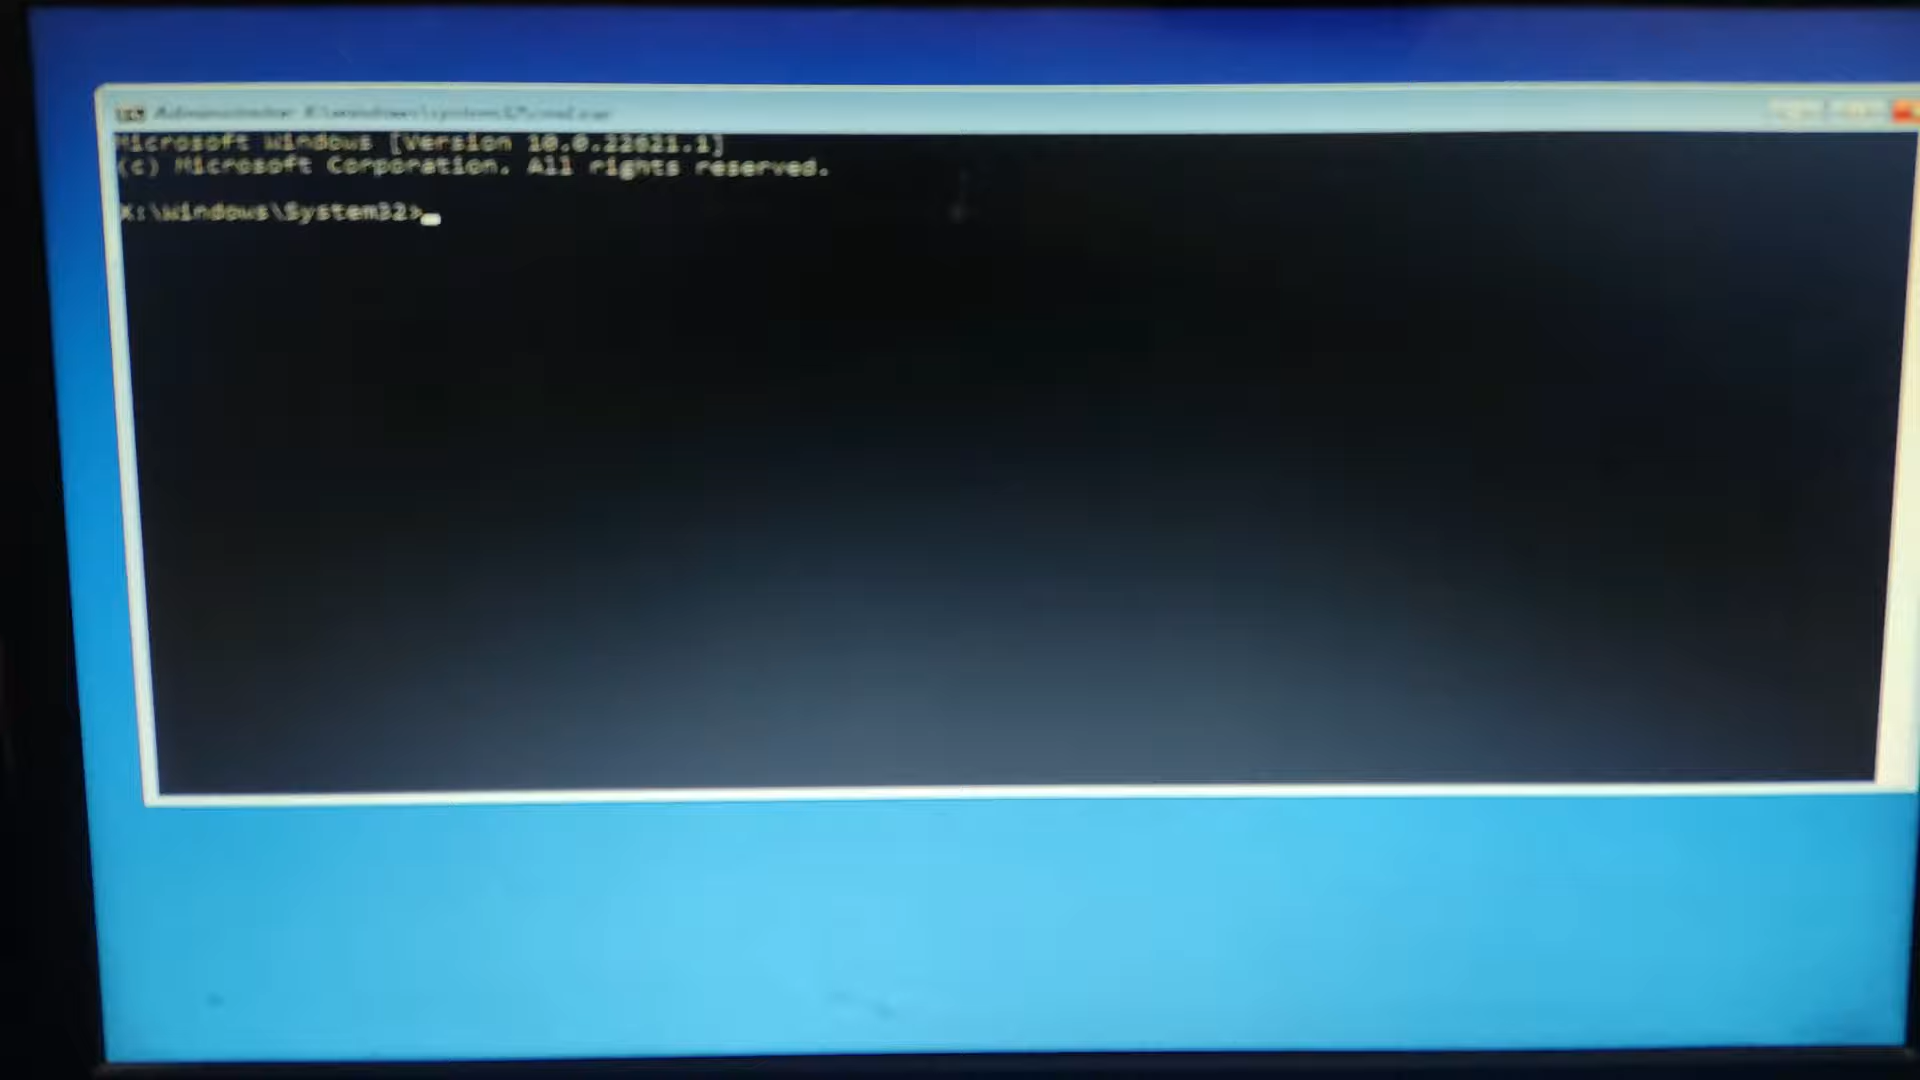 Administrator: X:\windows\system32\cmd.exe
Microsoft Windows [Version 10.0.22621.1]
(c) Microsoft Corporation. All rights reserved.
X:\Windows\System32>